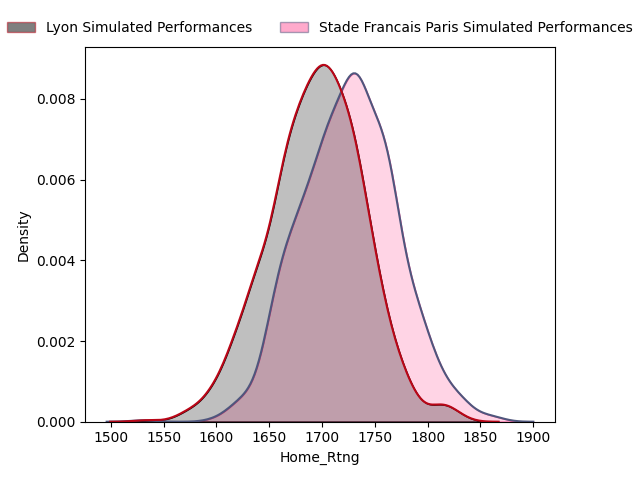 Lyon Simulated Performances Stade Francais Paris Simulated Performances
0.008
0.006
Density
0.004
0.002
0.000
1500 1550 1600 1650 1700 1750 1800 1850 1900
Home_Rtng